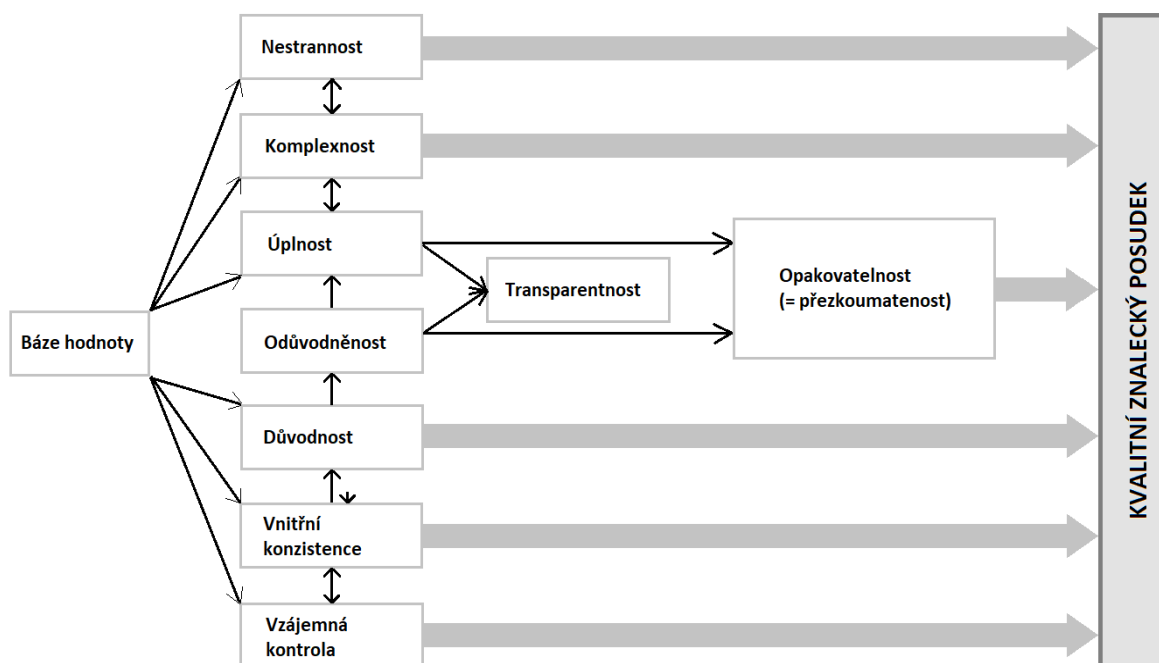 Nestrannost
Komplexnost
Úplnost
Transparentnost
Opakovatelnost
(= přezkoumatenost)
Báze hodnoty
Odůvodněnost
Důvodnost
Vnitřní
konzistence
Vzájemná
kontrola
KVALITNÍ ZNALECKÝ POSUDEK